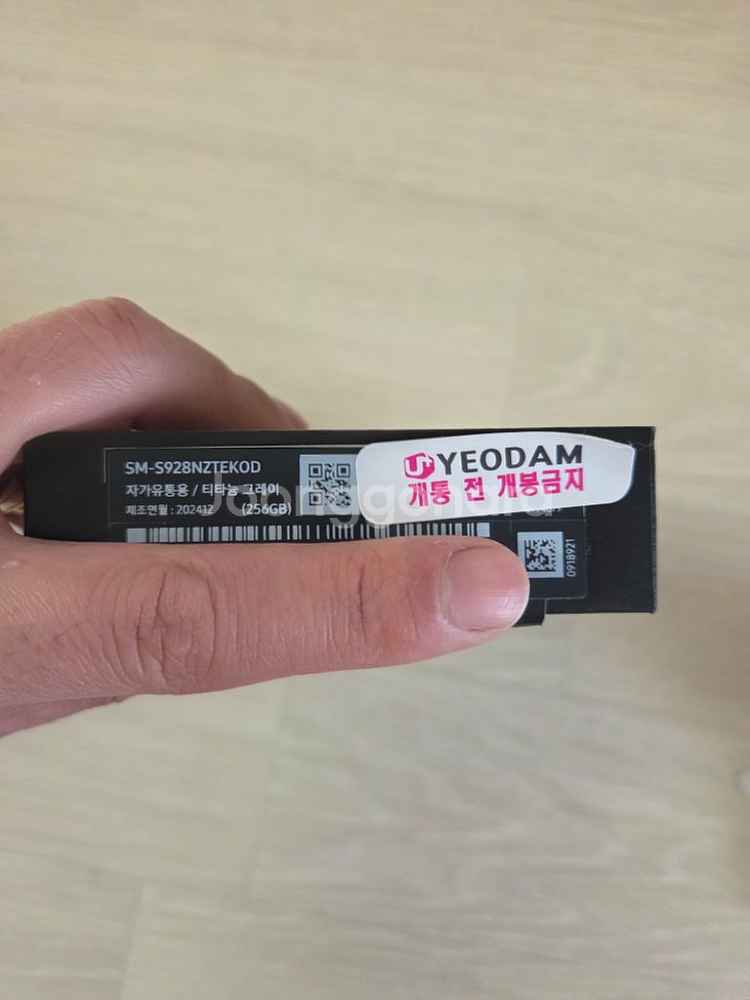 SM-S928NZTEKOD
자가유통용 / 티타늄 그레이
제조연월 : 202412 (256GB)
U+ YEODAM
개통 전 개봉금지
0918921
Joonggonara